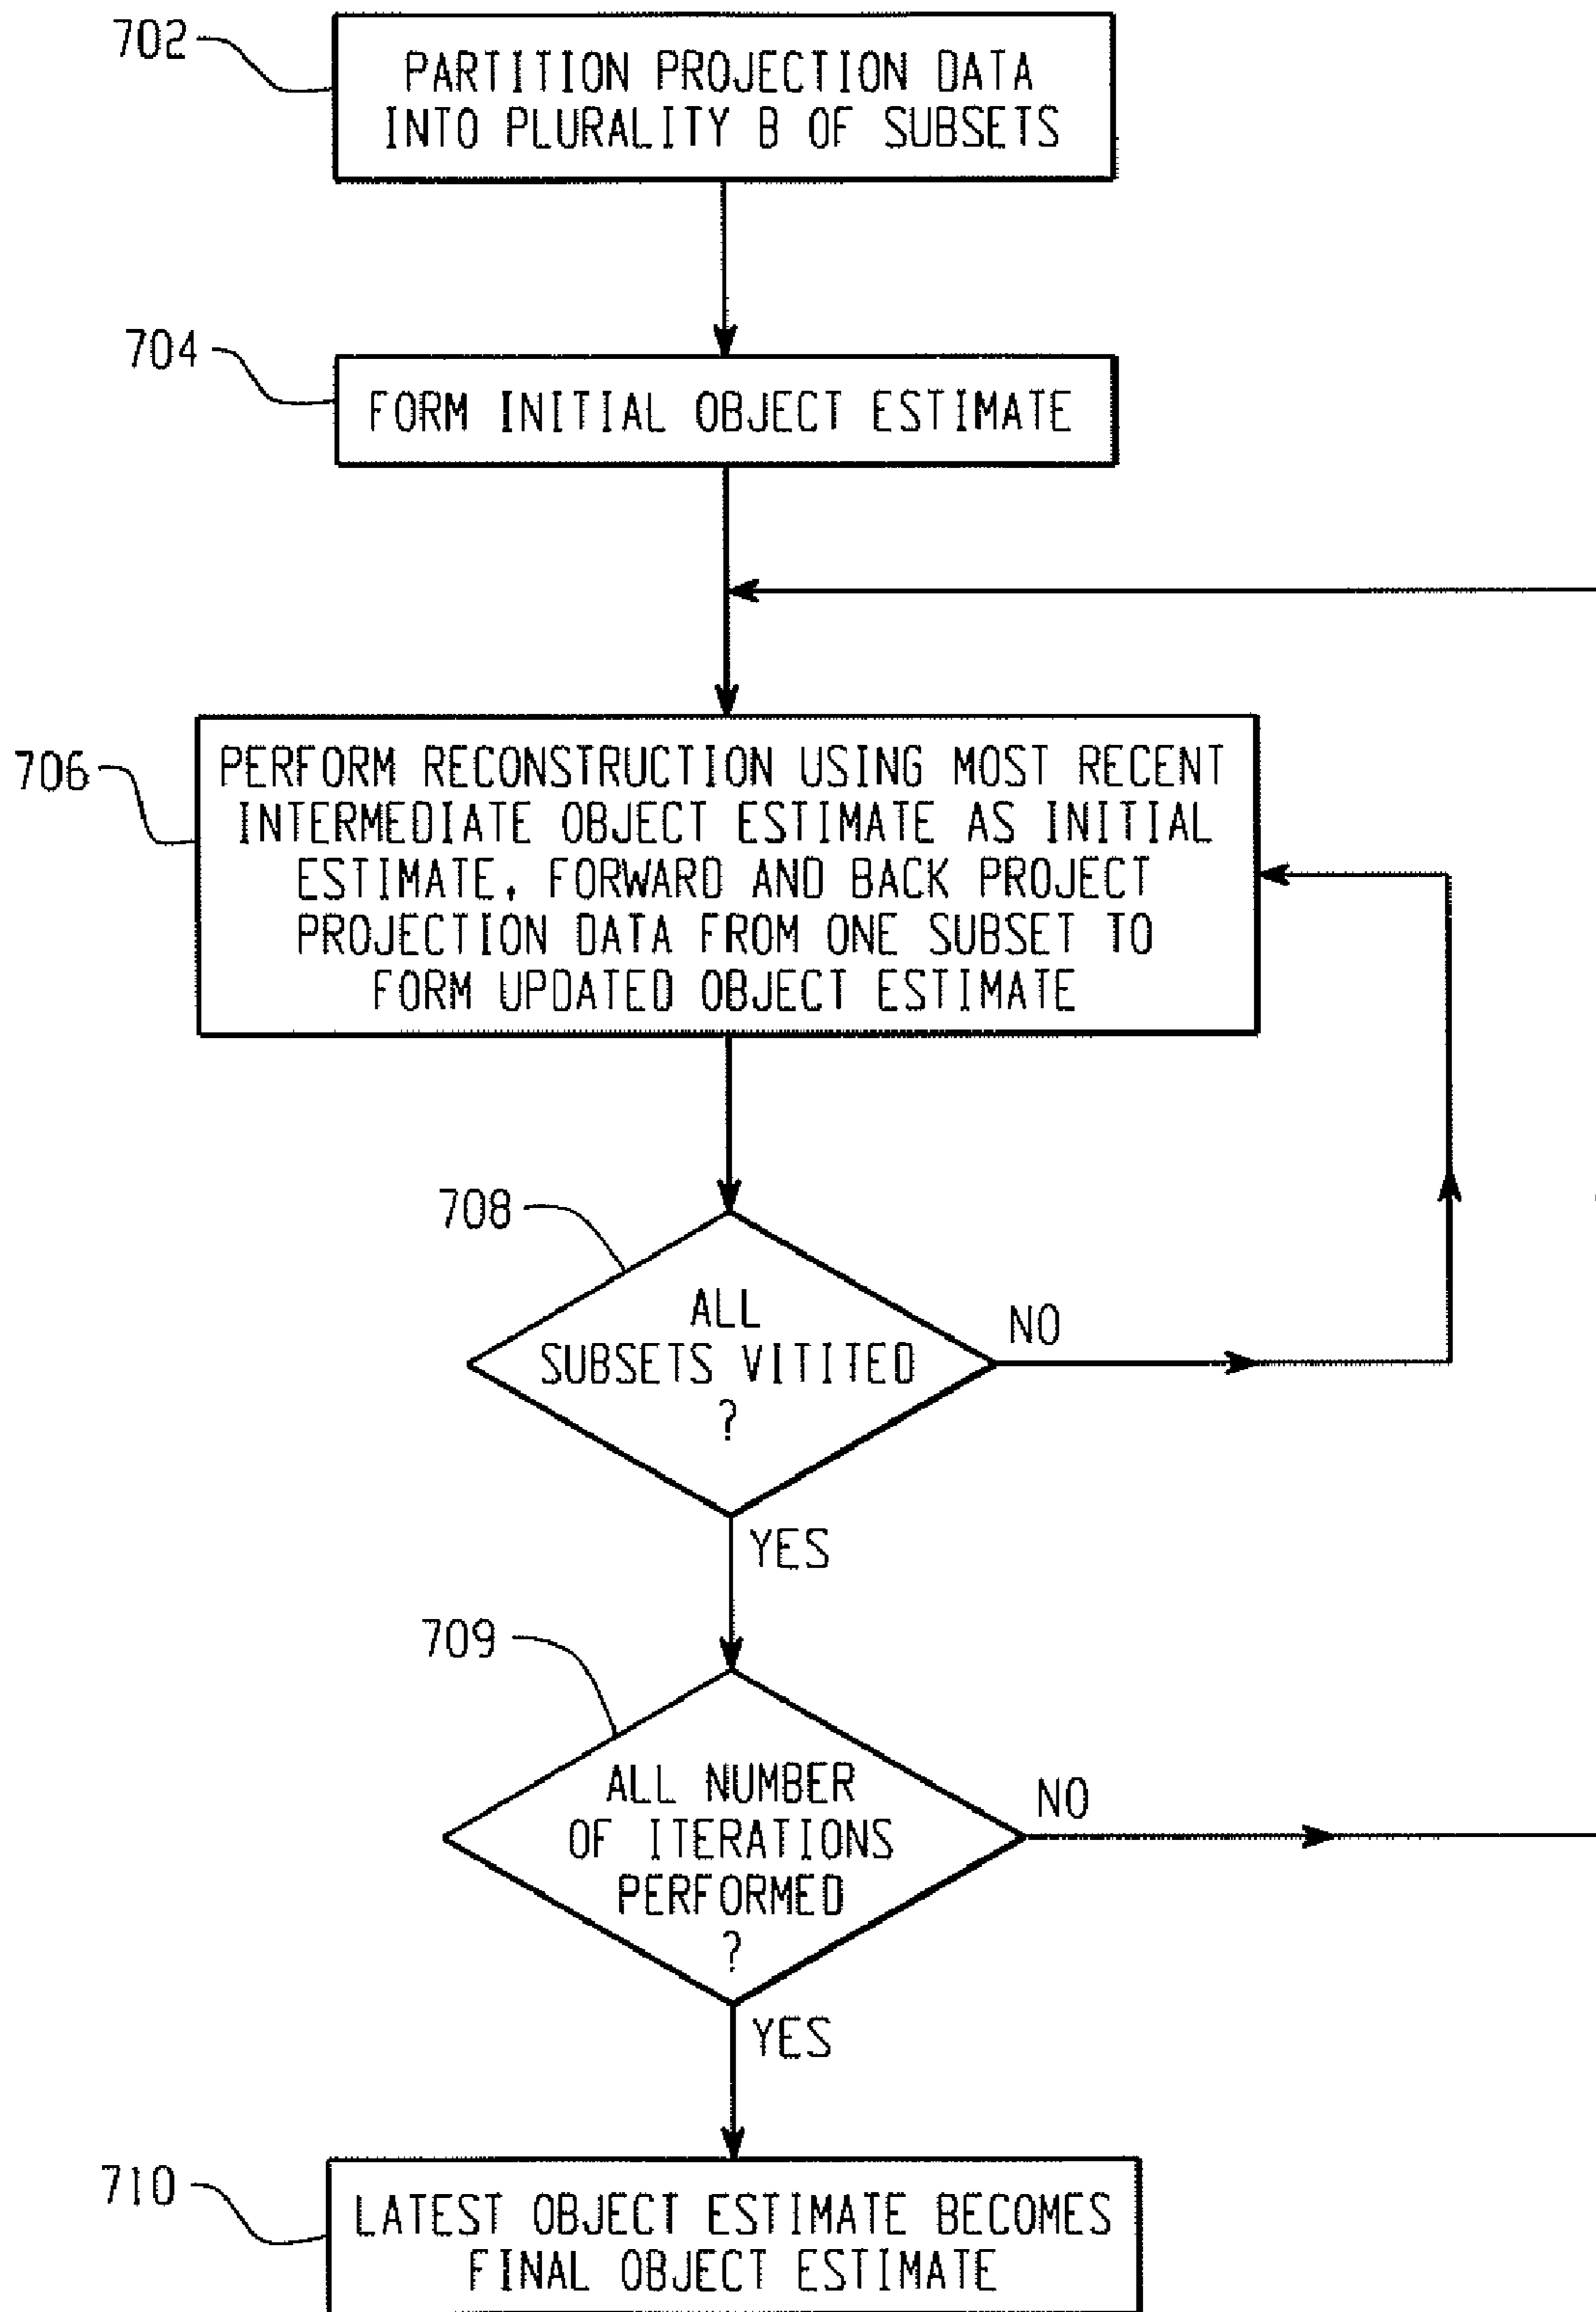 702
PARTITION PROJECTION DATA
INTO PLURALITY B OF SUBSETS
704
FORM INITIAL OBJECT ESTIMATE
706
PERFORM RECONSTRUCTION USING MOST RECENT
INTERMEDIATE OBJECT ESTIMATE AS INITIAL
ESTIMATE, FORWARD AND BACK PROJECT
PROJECTION DATA FROM ONE SUBSET TO
FORM UPDATED OBJECT ESTIMATE
708
ALL
SUBSETS VITITED
?
NO
YES
709
ALL NUMBER
OF ITERATIONS
PERFORMED
?
NO
YES
710
LATEST OBJECT ESTIMATE BECOMES
FINAL OBJECT ESTIMATE